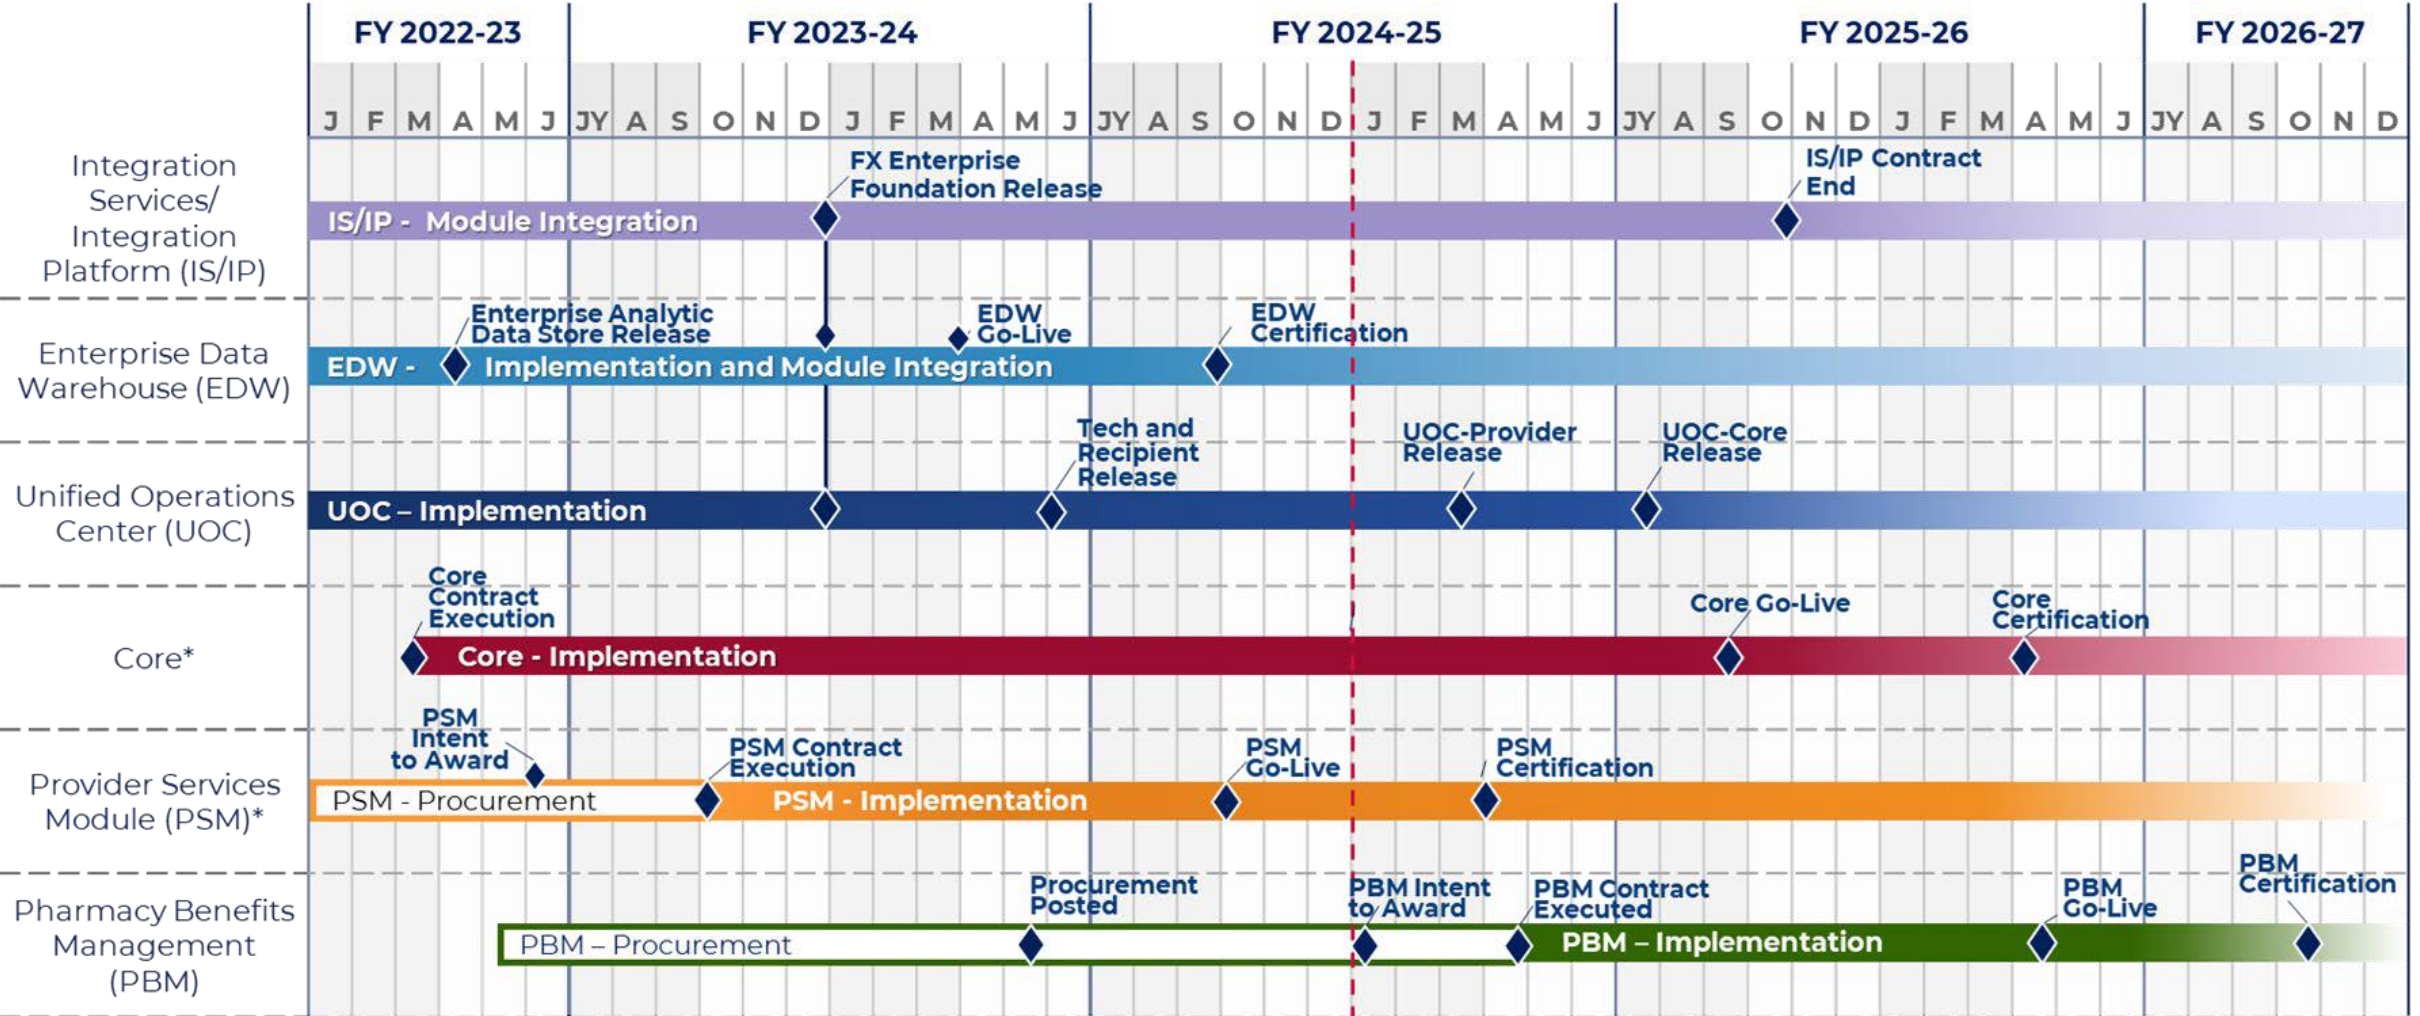 FY 2022-23 FY 2023-24 FY 2024-25 FY 2025-26 FY 2026-27
J F M A M J JY A S O N D J F M A M J JY A S O N D J F M A M J JY A S O N D J F M A M J JY A S O N D
Integration
Services/
Integration
Platform (IS/IP)
FX Enterprise
Foundation Release
IS/IP Contract
End
IS/IP - Module Integration
Enterprise Data
Warehouse (EDW)
Enterprise Analytic
Data Store Release
EDW
Go-Live
EDW
Certification
EDW - Implementation and Module Integration
Unified Operations
Center (UOC)
Tech and
Recipient
Release
UOC-Provider
Release
UOC-Core
Release
UOC – Implementation
Core*
Core
Contract
Execution
Core Go-Live
Core
Certification
Core - Implementation
Provider Services
Module (PSM)*
PSM
Intent
to Award
PSM Contract
Execution
PSM
Go-Live
PSM
Certification
PSM - Procurement
PSM - Implementation
Pharmacy Benefits
Management
(PBM)
Procurement
Posted
PBM Intent
to Award
PBM Contract
Executed
PBM
Go-Live
PBM
Certification
PBM – Procurement
PBM – Implementation